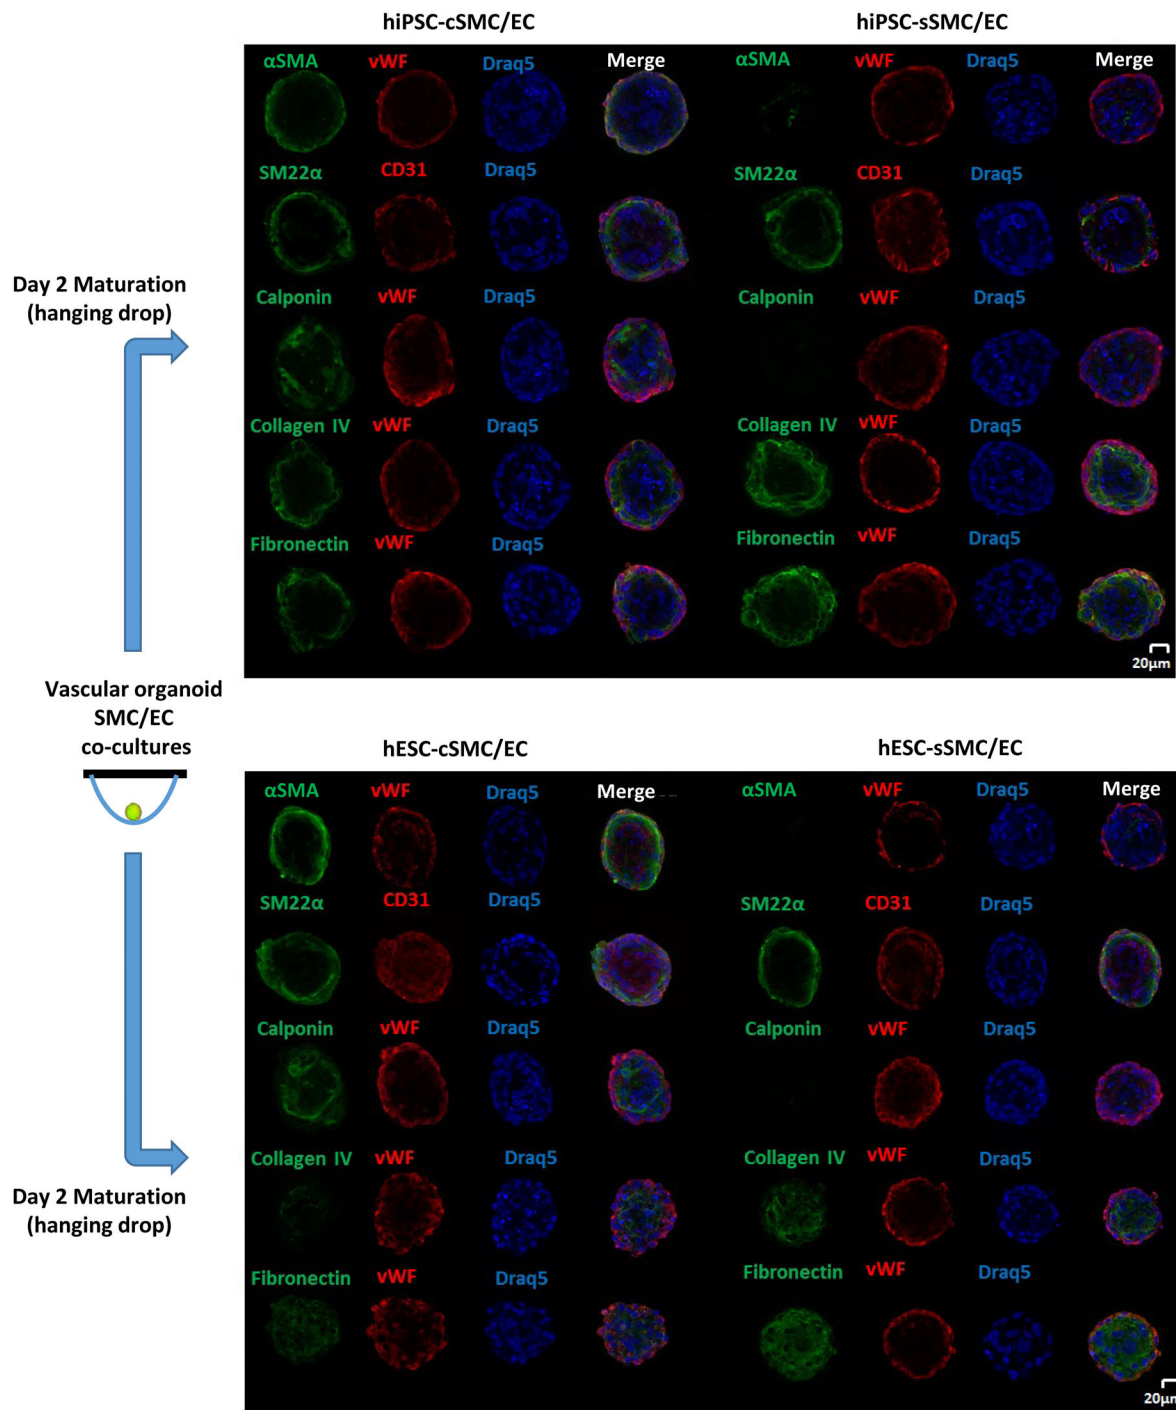 hiPSC-cSMC/EC
hiPSC-sSMC/EC
αSMA vWF Draq5 Merge αSMA vWF Draq5 Merge
SM22α CD31 Draq5 SM22α CD31 Draq5
Day 2 Maturation
(hanging drop)
Calponin vWF Draq5 Calponin vWF Draq5
Collagen IV vWF Draq5 Collagen IV vWF Draq5
Fibronectin vWF Draq5 Fibronectin vWF Draq5
20µm
Vascular organoid
SMC/EC
co-cultures
hESC-cSMC/EC
hESC-sSMC/EC
αSMA vWF Draq5 Merge αSMA vWF Draq5 Merge
SM22α CD31 Draq5 SM22α CD31 Draq5
Calponin vWF Draq5 Calponin vWF Draq5
Collagen IV vWF Draq5 Collagen IV vWF Draq5
Day 2 Maturation
(hanging drop)
Fibronectin vWF Draq5 Fibronectin vWF Draq5
20µm